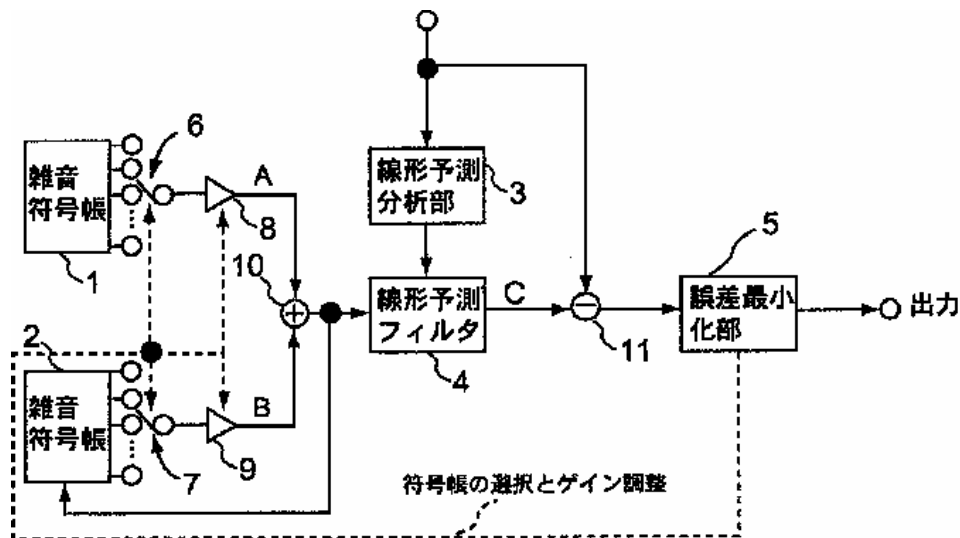 6
雑音
符号帳
1
A
8
線形予測
分析部
3
10
線形予測
フィルタ
4
C
11
5
誤差最小
化部
出力
2
雑音
符号帳
7
B
9
符号帳の選択とゲイン調整